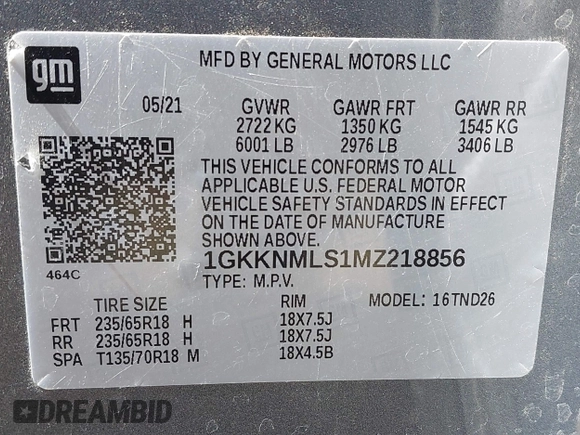 gm
MFD BY GENERAL MOTORS LLC
05/21 GVWR GAWR FRT GAWR RR
2722 KG 1350 KG 1545 KG
6001 LB 2976 LB 3406 LB
THIS VEHICLE CONFORMS TO ALL
APPLICABLE U.S. FEDERAL MOTOR
VEHICLE SAFETY STANDARDS IN EFFECT
ON THE DATE OF MANUFACTURE
SHOWN ABOVE.
464C
1GKKNMLS1MZ218856
TYPE: M.P.V.
TIRE SIZE RIM MODEL: 16TND26
FRT 235/65R18 H 18X7.5J
RR 235/65R18 H 18X7.5J
SPA T135/70R18 M 18X4.5B
DREAMBID